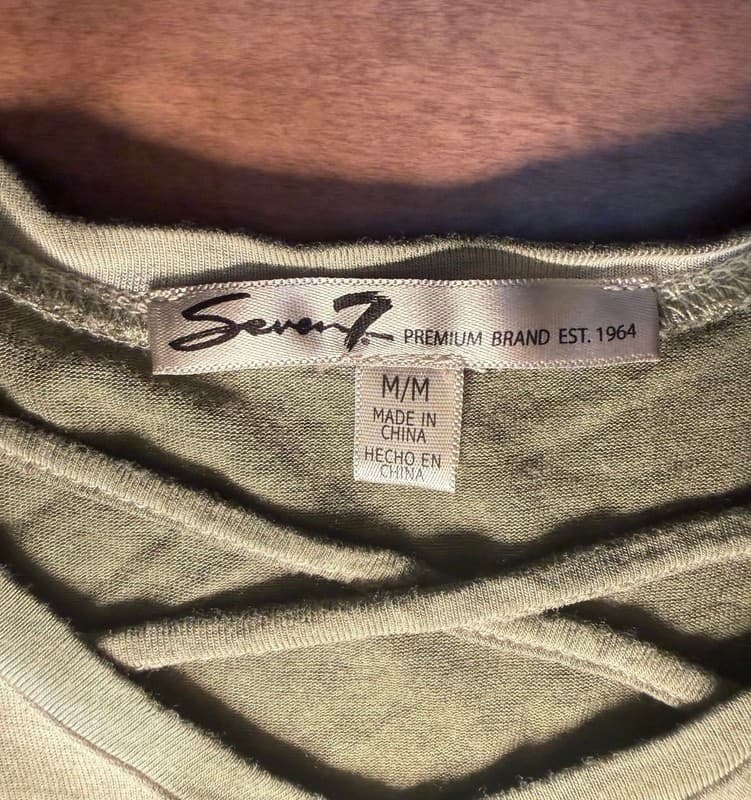 Seven7. PREMIUM BRAND EST. 1964
M/M
MADE IN
CHINA
HECHO EN
CHINA